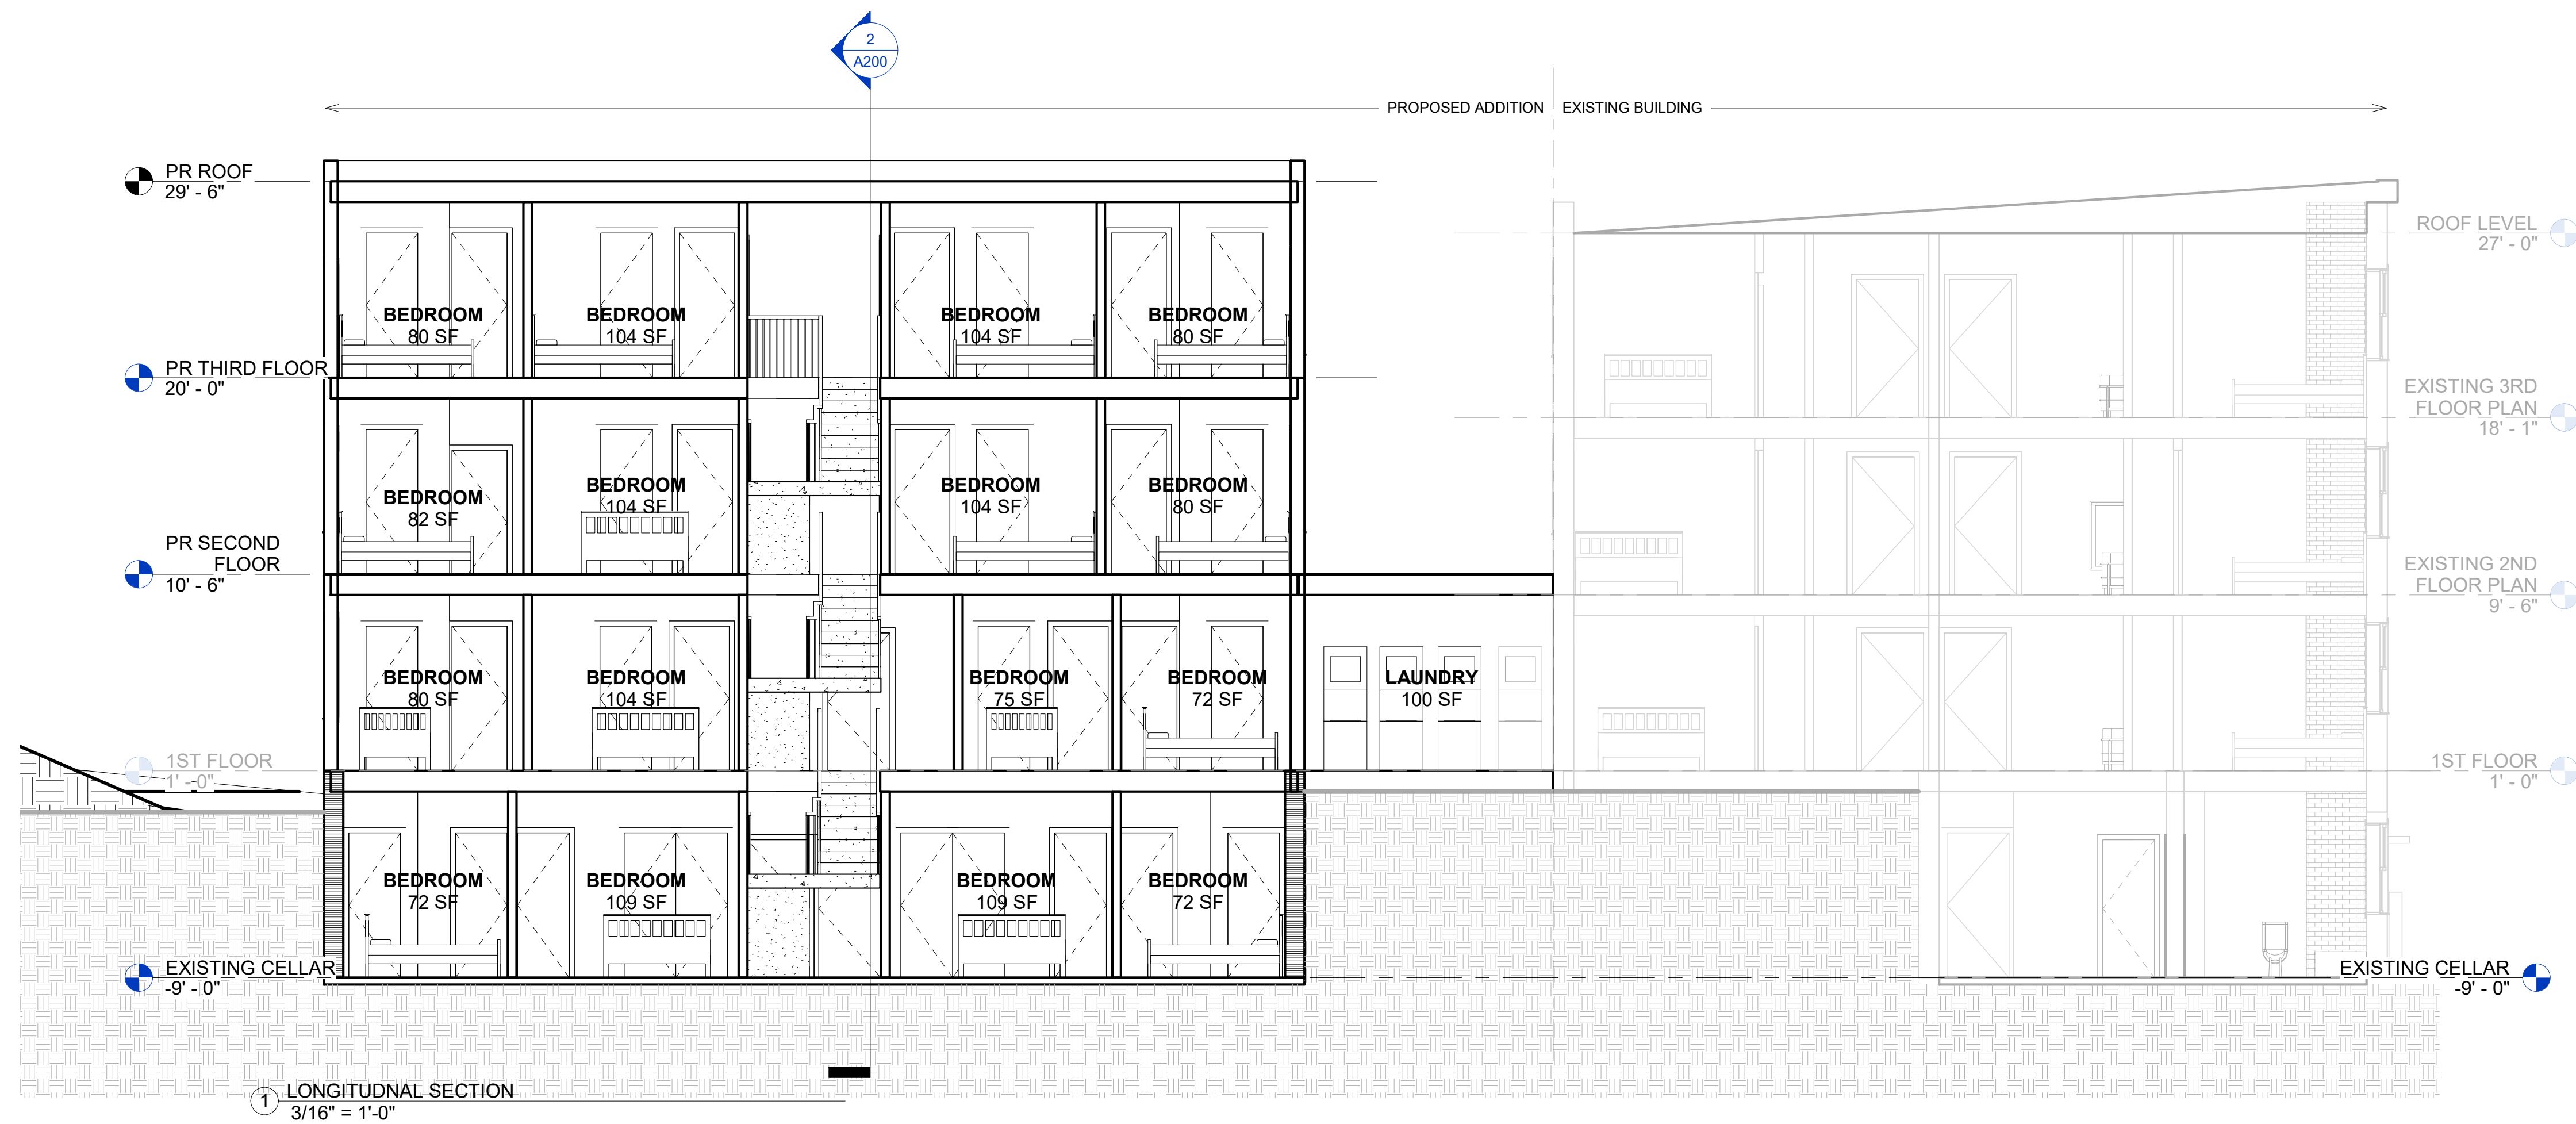 2
A200
PROPOSED ADDITION
EXISTING BUILDING
PR ROOF
29' - 6"
ROOF LEVEL
27' - 0"
BEDROOM
80 SF
BEDROOM
104 SF
BEDROOM
104 SF
BEDROOM
80 SF
PR THIRD FLOOR
20' - 0"
EXISTING 3RD
FLOOR PLAN
18' - 1"
BEDROOM
82 SF
BEDROOM
104 SF
BEDROOM
104 SF
BEDROOM
80 SF
PR SECOND
FLOOR
10' - 6"
EXISTING 2ND
FLOOR PLAN
9' - 6"
BEDROOM
80 SF
BEDROOM
104 SF
BEDROOM
75 SF
BEDROOM
72 SF
LAUNDRY
100 SF
1ST FLOOR
1' - 0"
1ST FLOOR
1' - 0"
BEDROOM
72 SF
BEDROOM
109 SF
BEDROOM
109 SF
BEDROOM
72 SF
EXISTING CELLAR
-9' - 0"
EXISTING CELLAR
-9' - 0"
1
LONGITUDNAL SECTION
3/16" = 1'-0"